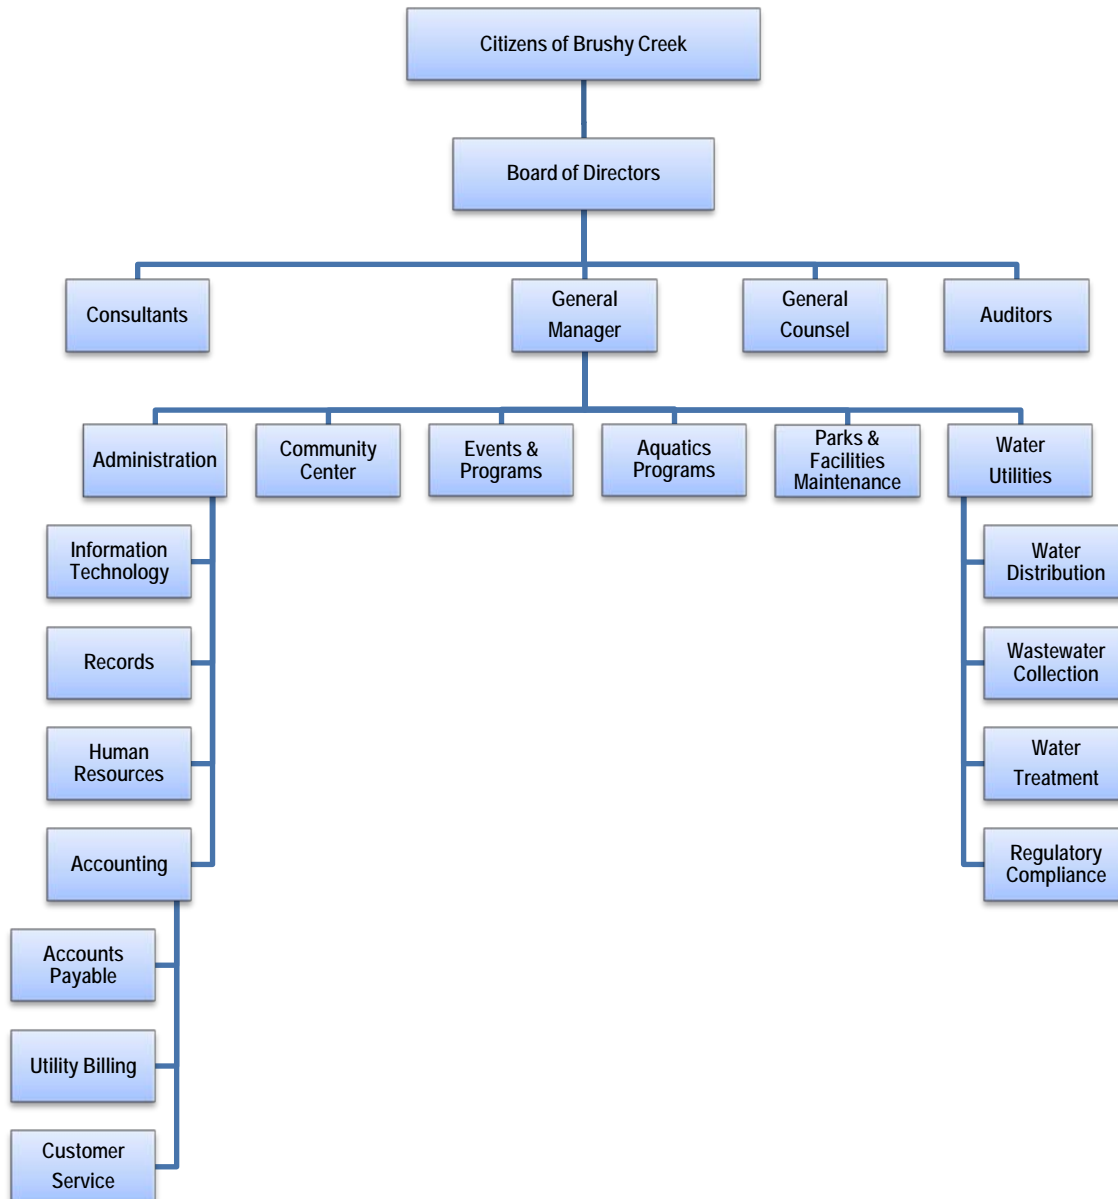 Citizens of Brushy Creek
Board of Directors
Consultants
General
Manager
General
Counsel
Auditors
Administration
Community
Center
Events &
Programs
Aquatics
Programs
Parks &
Facilities
Maintenance
Water
Utilities
Information
Technology
Records
Human
Resources
Accounting
Accounts
Payable
Utility Billing
Customer
Service
Water
Distribution
Wastewater
Collection
Water
Treatment
Regulatory
Compliance